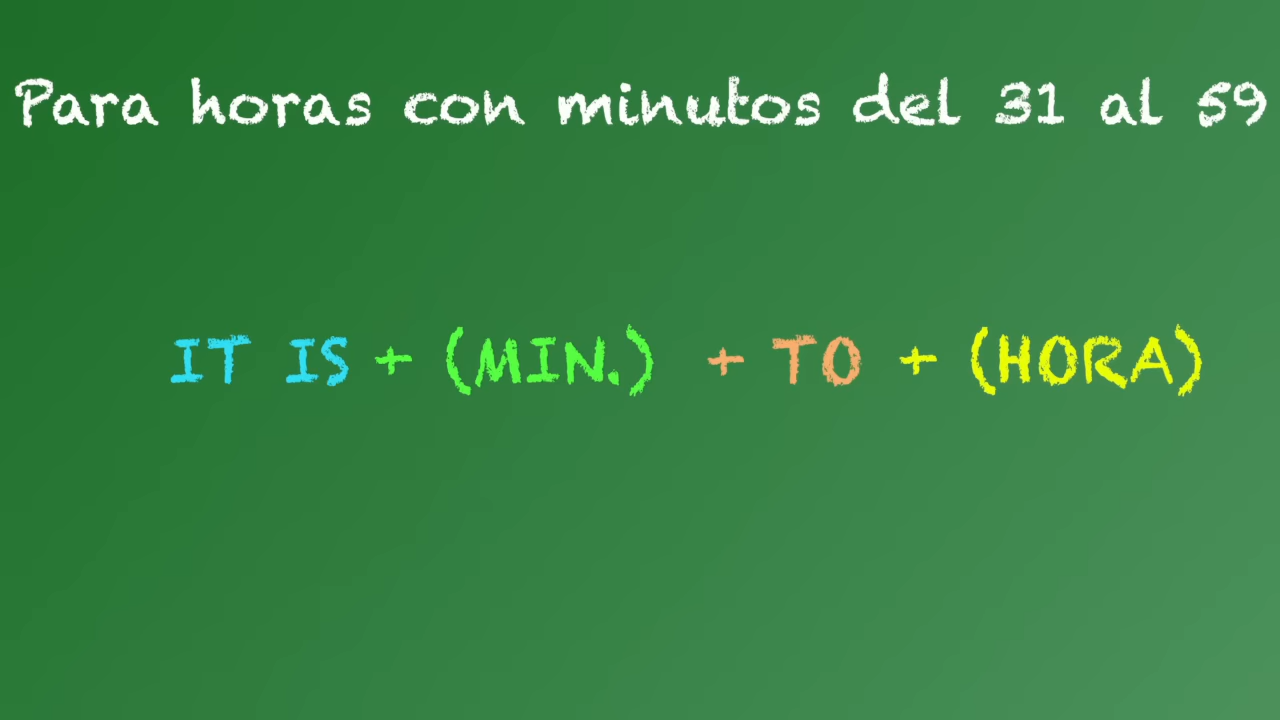 Para horas con minutos del 31 al 59
IT IS + (MIN.) + TO + (HORA)